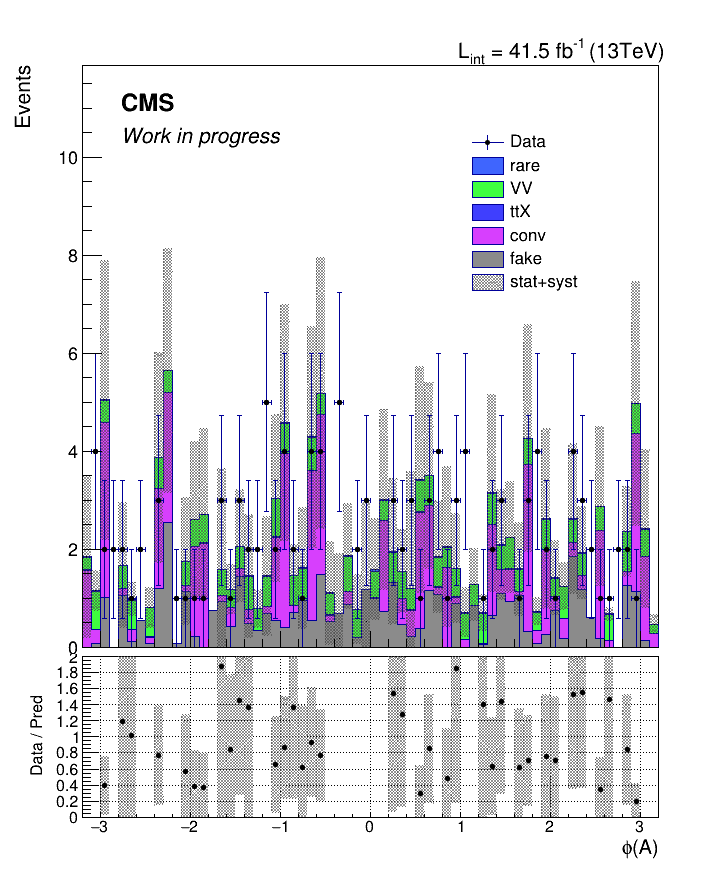 L_int = 41.5 fb^-1 (13TeV)
Events
CMS
Work in progress
Data
rare
VV
ttX
conv
fake
stat+syst
10
8
6
4
2
0
Data / Pred
2
1.8
1.6
1.4
1.2
1
0.8
0.6
0.4
0.2
0
−3 −2 −1 0 1 2 3
ϕ(A)